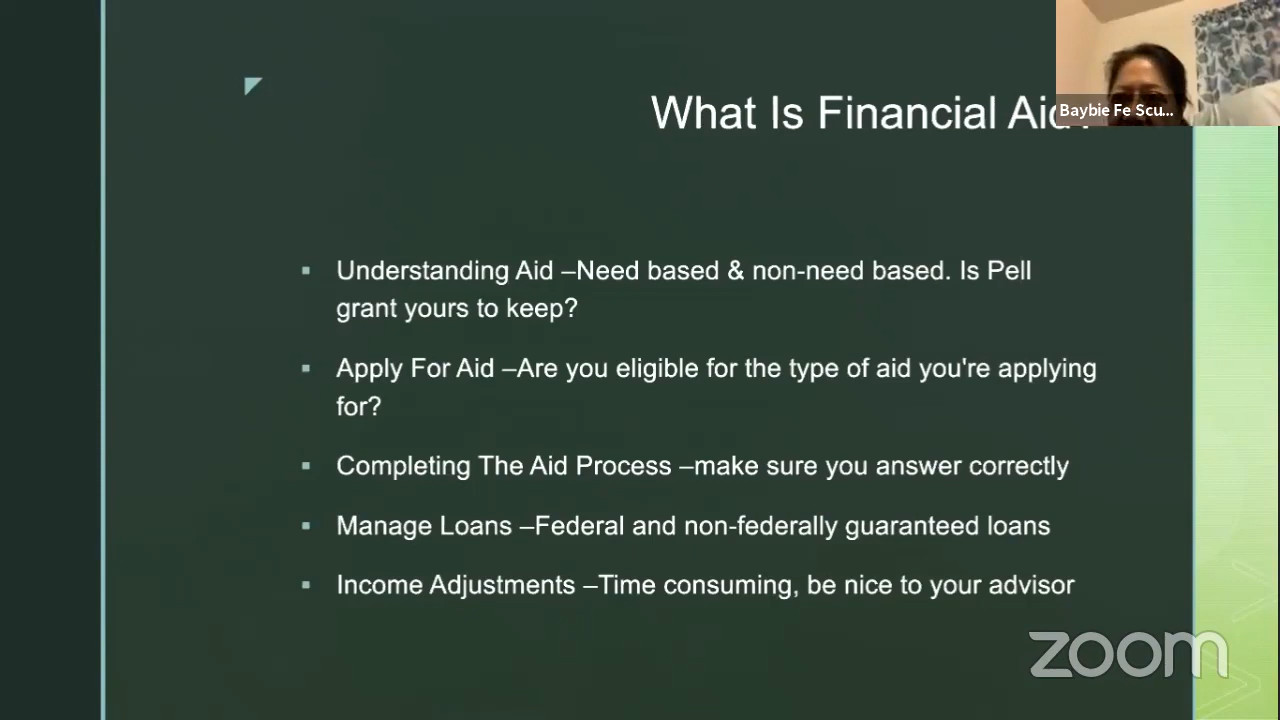 What Is Financial Aid?
Baybie Fe Scu...
Understanding Aid –Need based & non-need based. Is Pell
grant yours to keep?
Apply For Aid –Are you eligible for the type of aid you're applying
for?
Completing The Aid Process –make sure you answer correctly
Manage Loans –Federal and non-federally guaranteed loans
Income Adjustments –Time consuming, be nice to your advisor
zoom